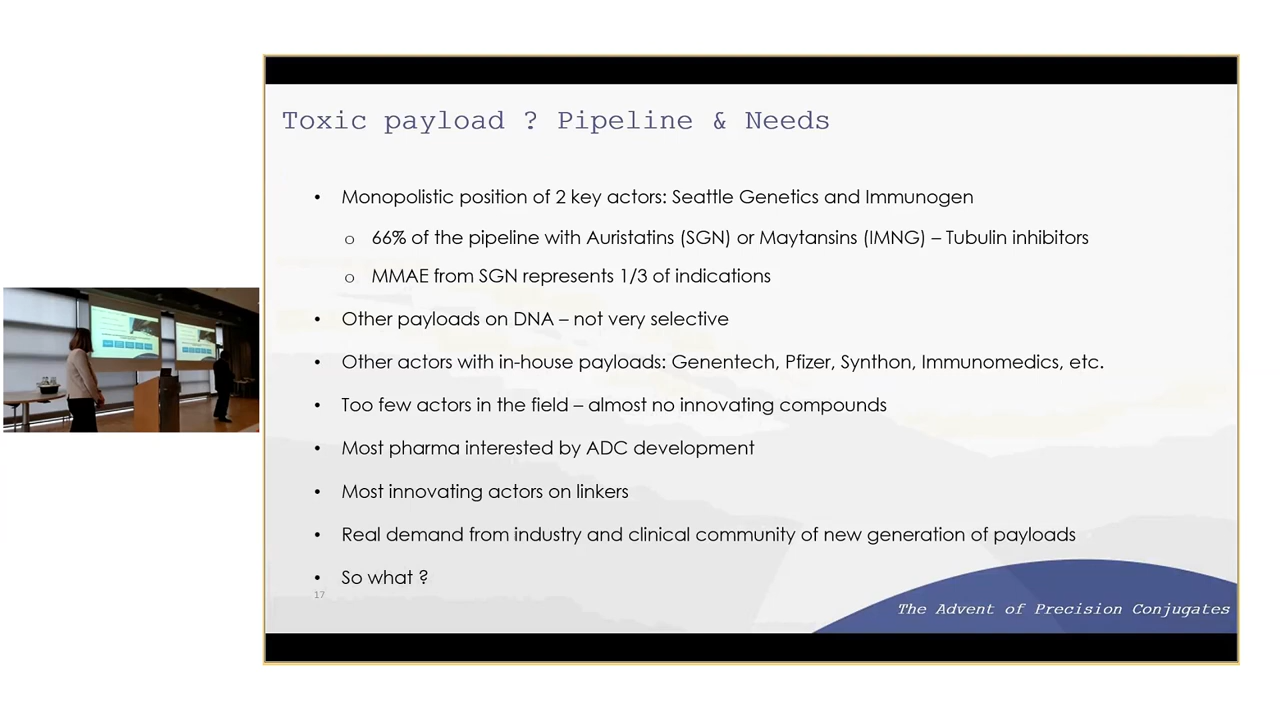 Toxic payload ? Pipeline & Needs
• Monopolistic position of 2 key actors: Seattle Genetics and Immunogen
o 66% of the pipeline with Auristatins (SGN) or Maytansins (IMNG) – Tubulin inhibitors
o MMAE from SGN represents 1/3 of indications
• Other payloads on DNA – not very selective
• Other actors with in-house payloads: Genentech, Pfizer, Synthon, Immunomedics, etc.
• Too few actors in the field – almost no innovating compounds
• Most pharma interested by ADC development
• Most innovating actors on linkers
• Real demand from industry and clinical community of new generation of payloads
• So what ?
17
The Advent of Precision Conjugates